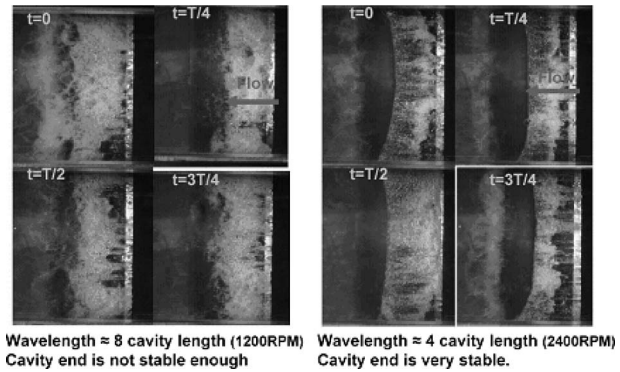 t=0
t=T/4
Flow
t=T/2
t=3T/4
Wavelength ≈ 8 cavity length (1200RPM)
Cavity end is not stable enough
t=0
t=T/4
Flow
t=T/2
t=3T/4
Wavelength ≈ 4 cavity length (2400RPM)
Cavity end is very stable.